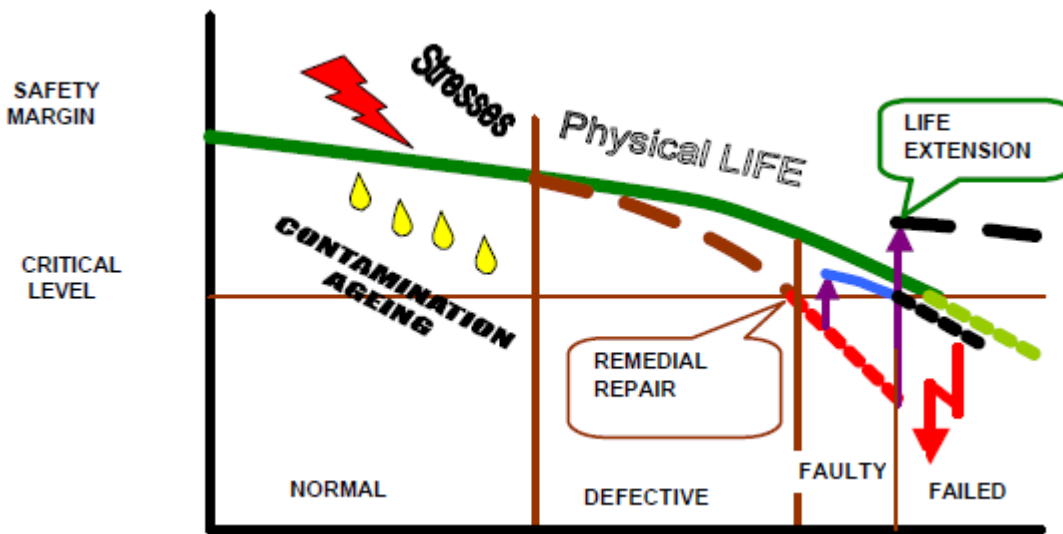 SAFETY
MARGIN
Stresses
Physical LIFE
LIFE
EXTENSION
CRITICAL
LEVEL
CONTAMINATION
AGEING
REMEDIAL
REPAIR
NORMAL
DEFECTIVE
FAULTY
FAILED